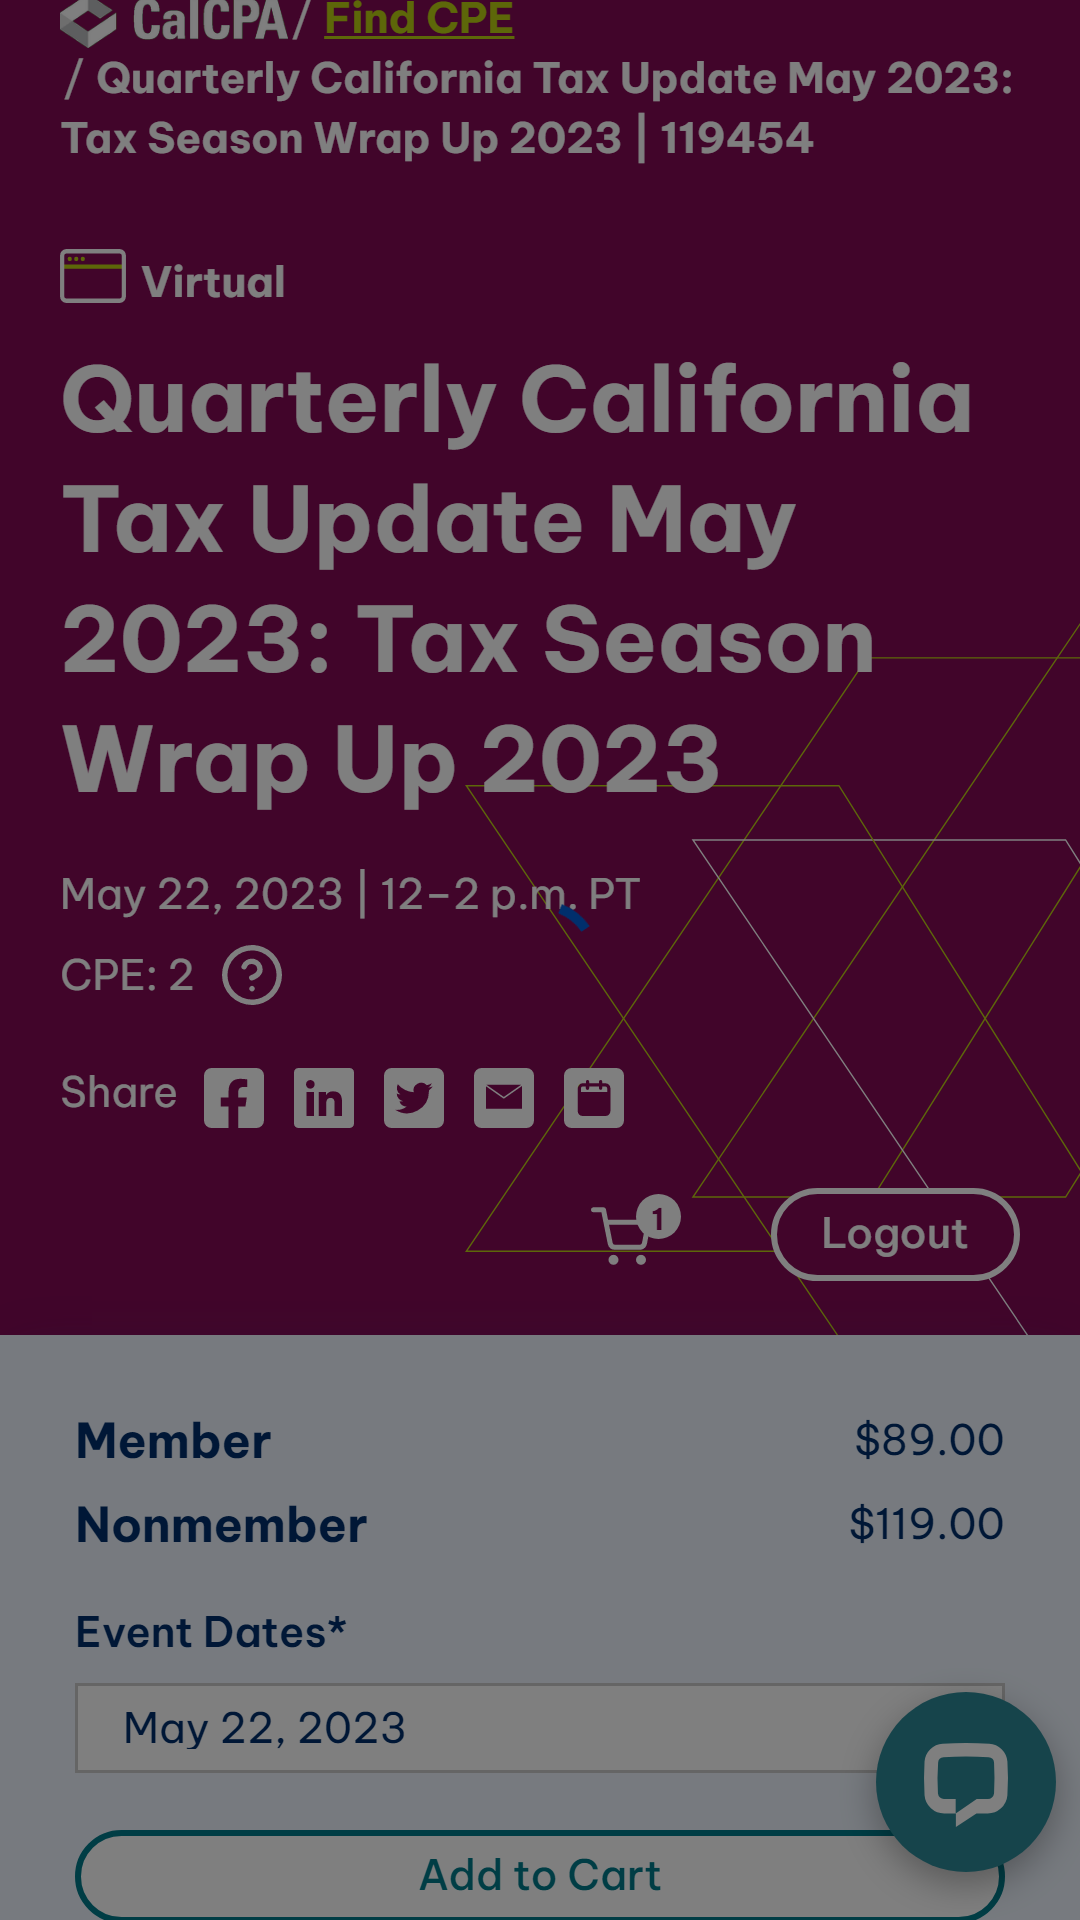 CalCPA / Find CPE
/ Quarterly California Tax Update May 2023:
Tax Season Wrap Up 2023 | 119454
Virtual
Quarterly California
Tax Update May
2023: Tax Season
Wrap Up 2023
May 22, 2023 | 12–2 p.m. PT
CPE: 2 ?
Share
1
Logout
Member $89.00
Nonmember $119.00
Event Dates*
May 22, 2023
Add to Cart